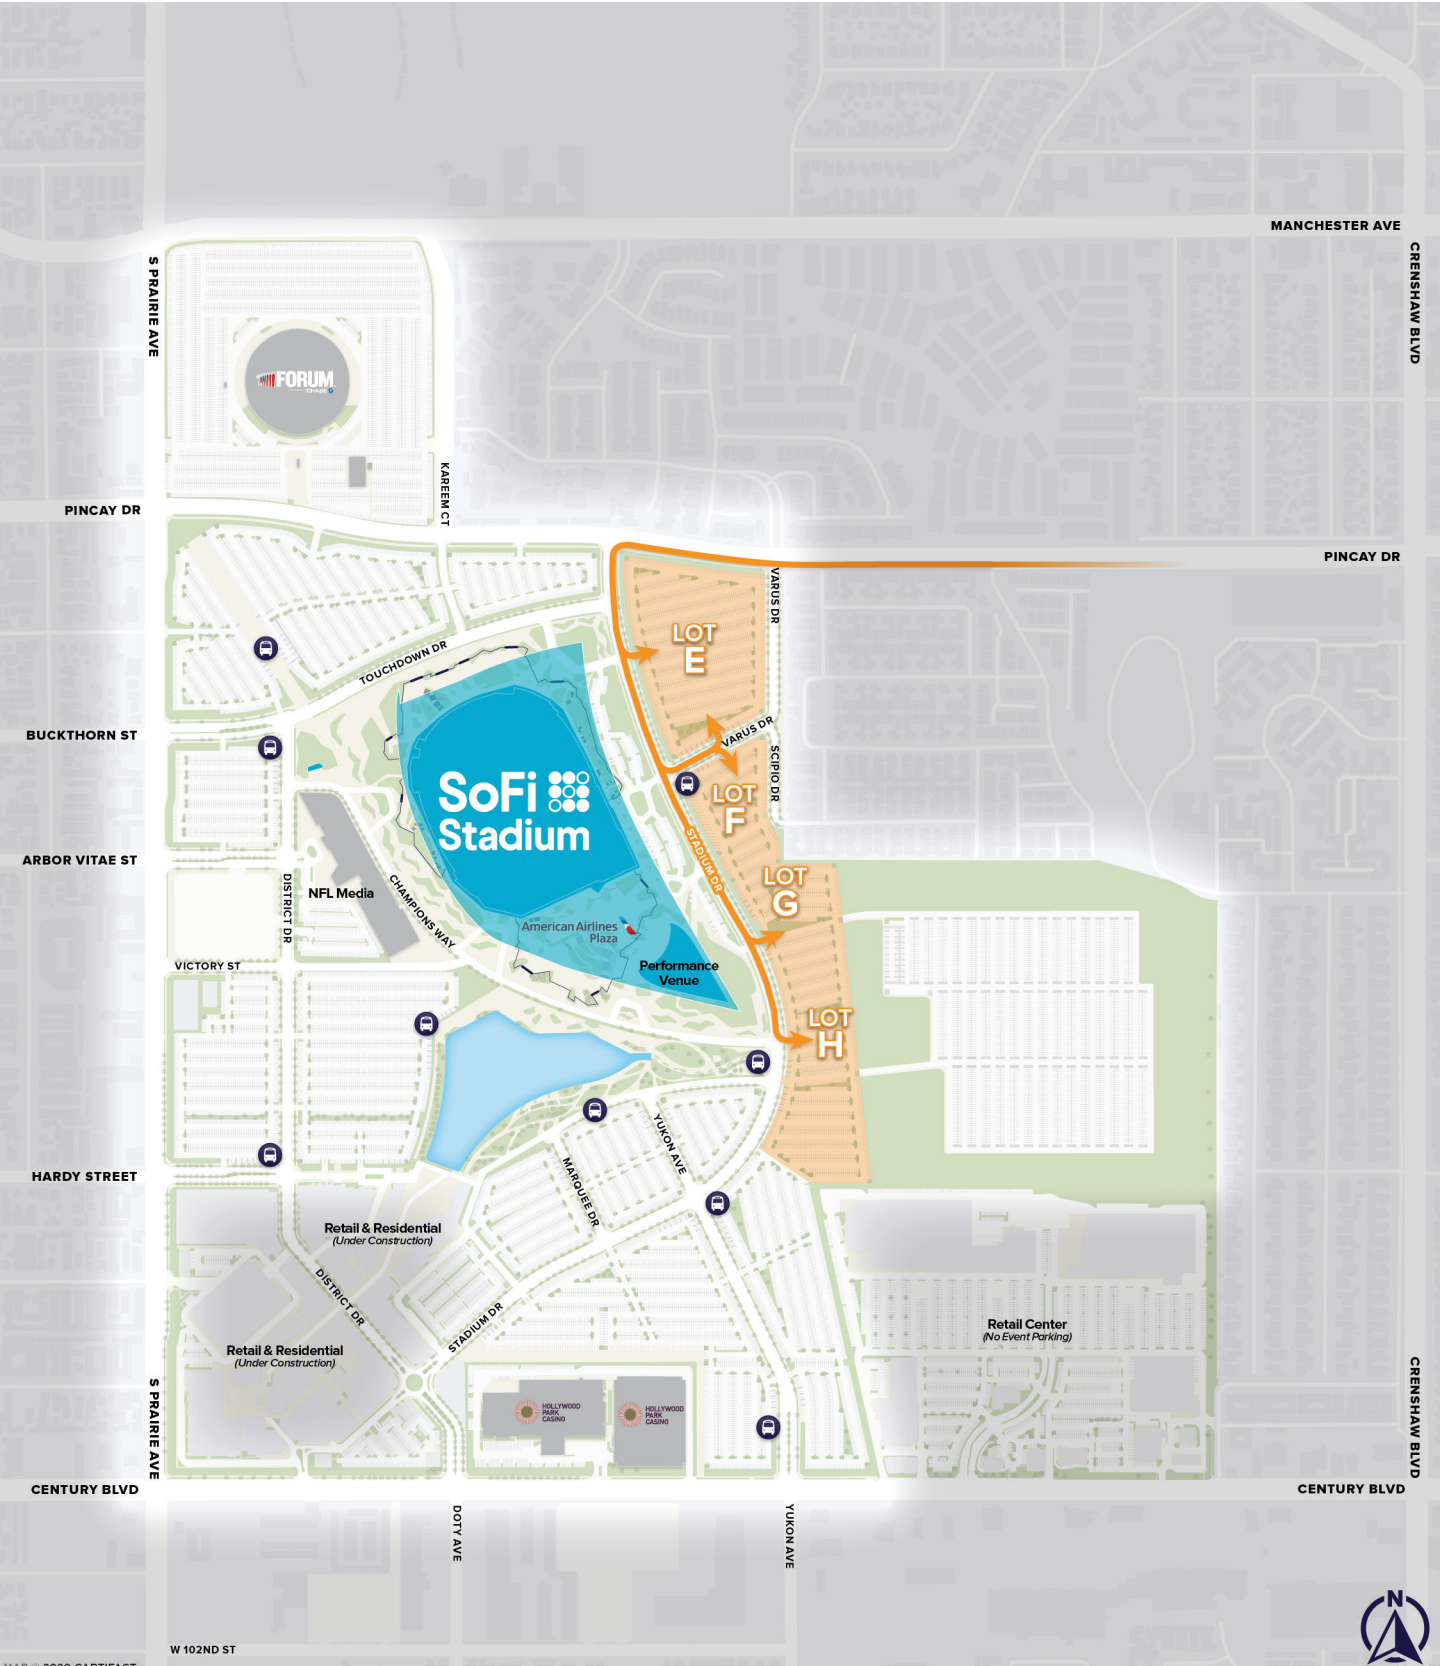 MANCHESTER AVE
S PRAIRIE AVE
CRENSHAW BLVD
FORUM
CHASE
KAREEM CT
PINCAY DR
PINCAY DR
VARUS DR
LOT
E
TOUCHDOWN DR
BUCKTHORN ST
VARUS DR
SCIPIO DR
SoFi
Stadium
LOT
F
STADIUM DR
ARBOR VITAE ST
DISTRICT DR
NFL Media
CHAMPIONS WAY
LOT
G
American Airlines
Plaza
VICTORY ST
Performance
Venue
LOT
H
YUKON AVE
MARQUEE DR
HARDY STREET
Retail & Residential
(Under Construction)
DISTRICT DR
STADIUM DR
Retail Center
(No Event Parking)
Retail & Residential
(Under Construction)
S PRAIRIE AVE
CRENSHAW BLVD
HOLLYWOOD
PARK
CASINO
HOLLYWOOD
PARK
CASINO
CENTURY BLVD
CENTURY BLVD
DOTY AVE
YUKON AVE
N
W 102ND ST
MAP © 2020 CARTIFACT